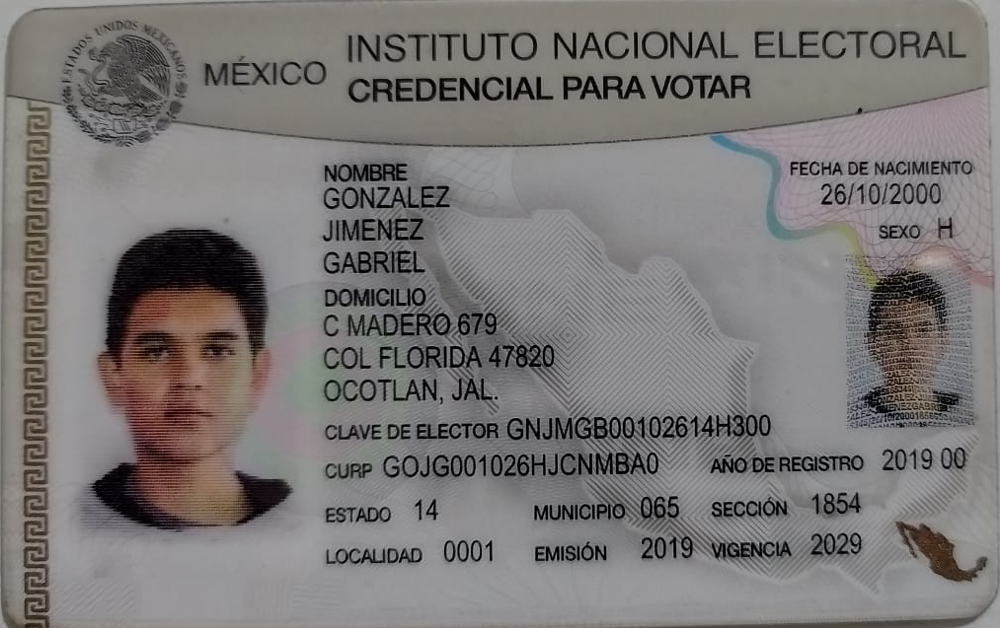 ESTADOS UNIDOS MEXICANOS
MÉXICO
INSTITUTO NACIONAL ELECTORAL
CREDENCIAL PARA VOTAR
NOMBRE
GONZALEZ
JIMENEZ
GABRIEL
FECHA DE NACIMIENTO
26/10/2000
SEXO H
DOMICILIO
C MADERO 679
COL FLORIDA 47820
OCOTLAN, JAL.
CLAVE DE ELECTOR GNJMGB00102614H300
CURP GOJG001026HJCNMBA0
AÑO DE REGISTRO 2019 00
ESTADO 14
MUNICIPIO 065
SECCIÓN 1854
LOCALIDAD 0001
EMISIÓN 2019
VIGENCIA 2029